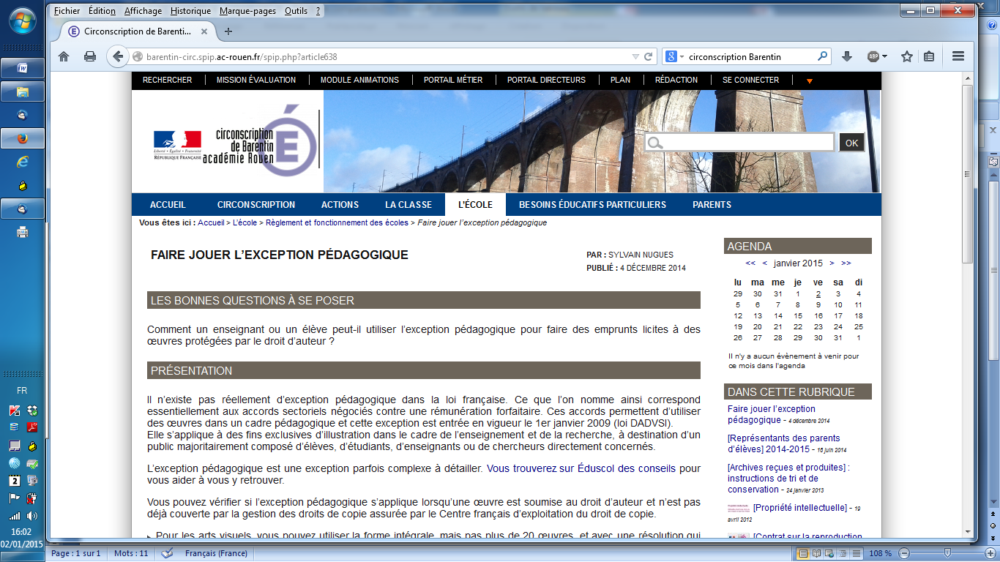 Fichier Édition Affichage Historique Marque-pages Outils ?
Circonscription de Barenti...
barentin-circ.spip.ac-rouen.fr/spip.php?article638
circonscription Barentin
ABP
RECHERCHER MISSION ÉVALUATION MODULE ANIMATIONS PORTAIL MÉTIER PORTAIL DIRECTEURS PLAN RÉDACTION SE CONNECTER
Liberté • Égalité • Fraternité
RÉPUBLIQUE FRANÇAISE
circonscription
de Barentin
académie Rouen
É
OK
ACCUEIL CIRCONSCRIPTION ACTIONS LA CLASSE L'ÉCOLE BESOINS ÉDUCATIFS PARTICULIERS PARENTS
Vous êtes ici : Accueil > L'école > Règlement et fonctionnement des écoles > Faire jouer l'exception pédagogique
FAIRE JOUER L'EXCEPTION PÉDAGOGIQUE
PAR : SYLVAIN NUGUES
PUBLIÉ : 4 DÉCEMBRE 2014
LES BONNES QUESTIONS À SE POSER
Comment un enseignant ou un élève peut-il utiliser l'exception pédagogique pour faire des emprunts licites à des
œuvres protégées par le droit d'auteur ?
PRÉSENTATION
Il n'existe pas réellement d'exception pédagogique dans la loi française. Ce que l'on nomme ainsi correspond
essentiellement aux accords sectoriels négociés contre une rémunération forfaitaire. Ces accords permettent d'utiliser
des œuvres dans un cadre pédagogique et cette exception est entrée en vigueur le 1er janvier 2009 (loi DADVSI).
Elle s'applique à des fins exclusives d'illustration dans le cadre de l'enseignement et de la recherche, à destination d'un
public majoritairement composé d'élèves, d'étudiants, d'enseignants ou de chercheurs directement concernés.
L'exception pédagogique est une exception parfois complexe à détailler. Vous trouverez sur Éduscol des conseils pour
vous aider à vous y retrouver.
Vous pouvez vérifier si l'exception pédagogique s'applique lorsqu'une œuvre est soumise au droit d'auteur et n'est pas
déjà couverte par la gestion des droits de copie assurée par le Centre français d'exploitation du droit de copie.
Pour les arts visuels, vous pouvez utiliser la forme intégrale, mais pas plus de 20 œuvres, et avec une résolution qui
AGENDA
<< < janvier 2015 > >>
lu ma me je ve sa di
29 30 31 1 2 3 4
5 6 7 8 9 10 11
12 13 14 15 16 17 18
19 20 21 22 23 24 25
26 27 28 29 30 31 1
Il n'y a aucun évènement à venir pour
ce mois dans l'agenda
DANS CETTE RUBRIQUE
Faire jouer l'exception
pédagogique - 4 décembre 2014
[Représentants des parents
d'élèves] 2014-2015 - 16 juin 2014
[Archives reçues et produites] :
instructions de tri et de
conservation - 24 janvier 2013
[Propriété intellectuelle] - 19
avril 2012
[Contrat sur la reproduction
FR
2
16:02
02/01/2015
Page : 1 sur 1 Mots : 11 Français (France) 108 %